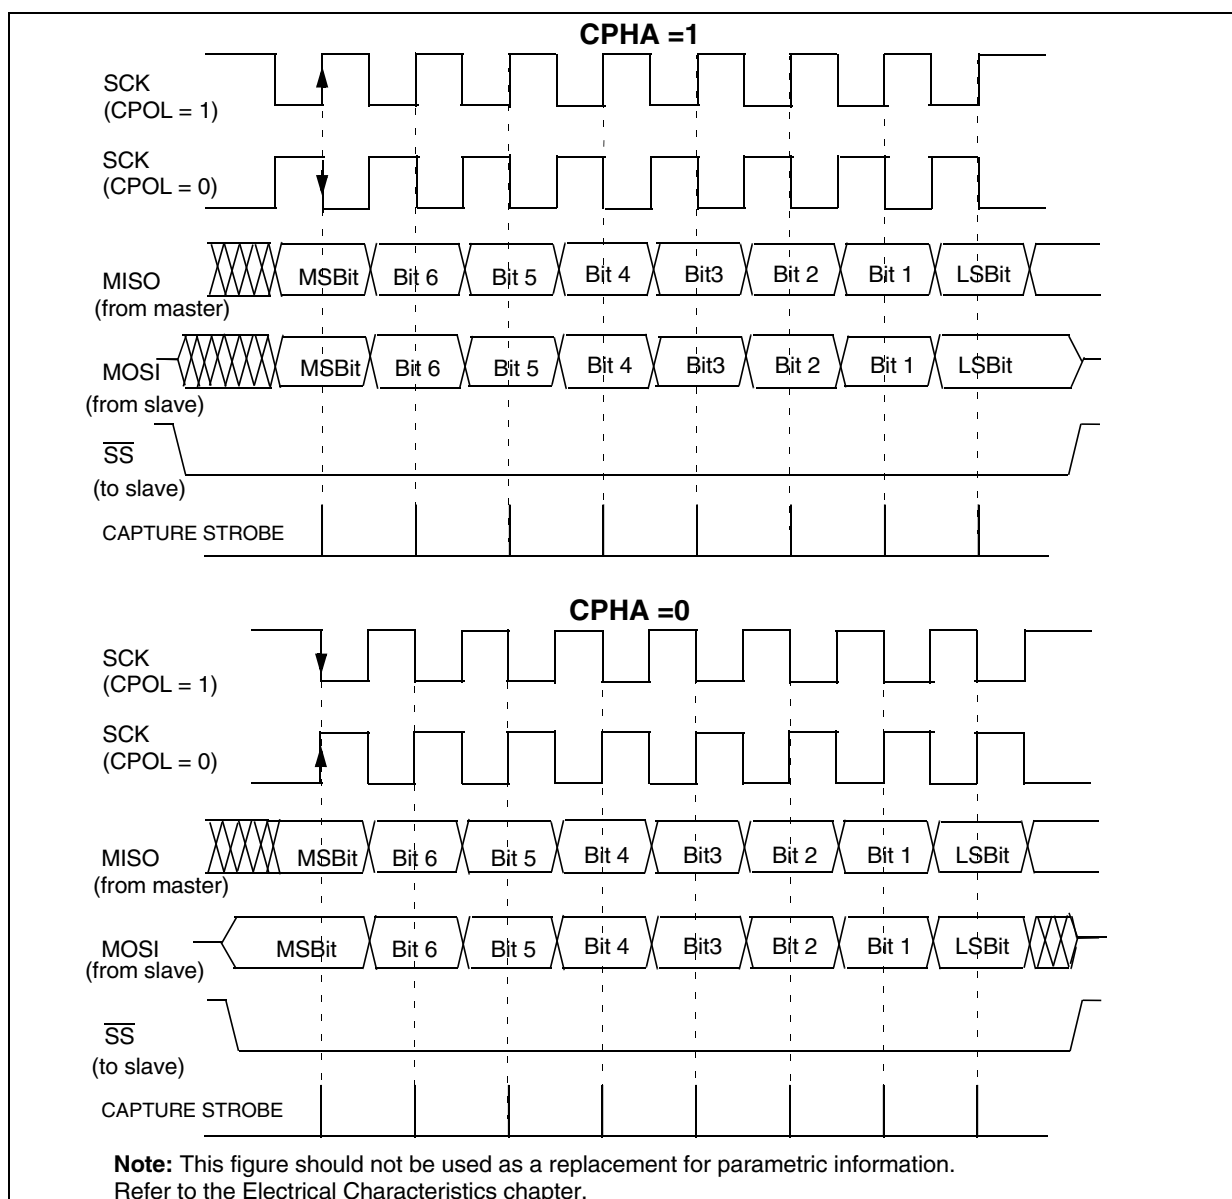 CPHA =1
SCK
(CPOL = 1)
SCK
(CPOL = 0)
MISO
(from master)
MSBit Bit 6 Bit 5 Bit 4 Bit3 Bit 2 Bit 1 LSBit
MOSI
(from slave)
MSBit Bit 6 Bit 5 Bit 4 Bit3 Bit 2 Bit 1 LSBit
SS
(to slave)
CAPTURE STROBE
CPHA =0
SCK
(CPOL = 1)
SCK
(CPOL = 0)
MISO
(from master)
MSBit Bit 6 Bit 5 Bit 4 Bit3 Bit 2 Bit 1 LSBit
MOSI
(from slave)
MSBit Bit 6 Bit 5 Bit 4 Bit3 Bit 2 Bit 1 LSBit
SS
(to slave)
CAPTURE STROBE
Note: This figure should not be used as a replacement for parametric information.
Refer to the Electrical Characteristics chapter.